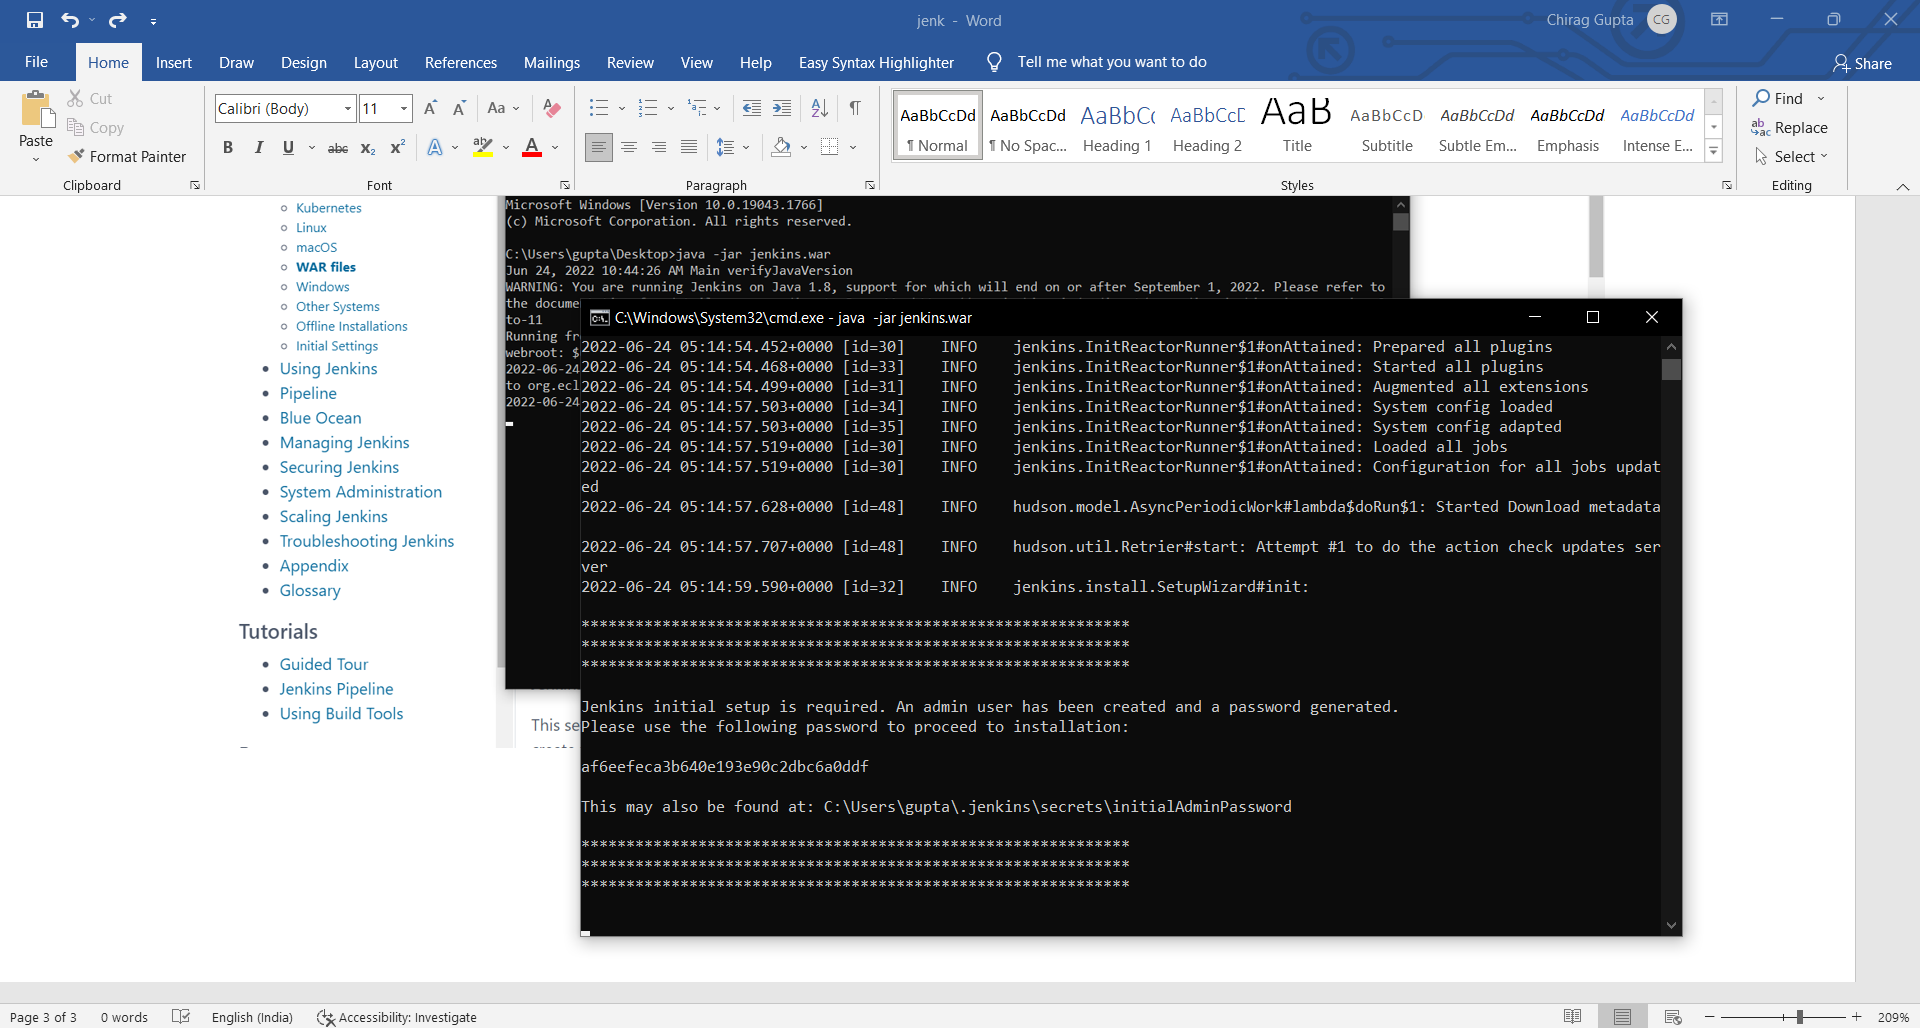 jenk - Word
Chirag Gupta
CG
File Home Insert Draw Design Layout References Mailings Review View Help Easy Syntax Highlighter Tell me what you want to do
Share
Paste
Cut
Copy
Format Painter
Clipboard
Calibri (Body) 11
Font
Paragraph
AaBbCcDd AaBbCcDd AaBbC AaBbCc AaB AaBbCcD AaBbCcDd AaBbCcDd AaBbCcDd
¶ Normal ¶ No Spac... Heading 1 Heading 2 Title Subtitle Subtle Em... Emphasis Intense E...
Styles
Find
Replace
Select
Editing
Kubernetes
Linux
macOS
WAR files
Windows
Other Systems
Offline Installations
Initial Settings
Using Jenkins
Pipeline
Blue Ocean
Managing Jenkins
Securing Jenkins
System Administration
Scaling Jenkins
Troubleshooting Jenkins
Appendix
Glossary
Tutorials
Guided Tour
Jenkins Pipeline
Using Build Tools
Microsoft Windows [Version 10.0.19043.1766]
(c) Microsoft Corporation. All rights reserved.
C:\Users\gupta\Desktop>java -jar jenkins.war
Jun 24, 2022 10:44:26 AM Main verifyJavaVersion
WARNING: You are running Jenkins on Java 1.8, support for which will end on or after September 1, 2022. Please refer to
the docume
to-11
Running fr
webroot: $
2022-06-24
to org.ecl
2022-06-24
This se
C:\Windows\System32\cmd.exe - java -jar jenkins.war
2022-06-24 05:14:54.452+0000 [id=30] INFO jenkins.InitReactorRunner$1#onAttained: Prepared all plugins
2022-06-24 05:14:54.468+0000 [id=33] INFO jenkins.InitReactorRunner$1#onAttained: Started all plugins
2022-06-24 05:14:54.499+0000 [id=31] INFO jenkins.InitReactorRunner$1#onAttained: Augmented all extensions
2022-06-24 05:14:57.503+0000 [id=34] INFO jenkins.InitReactorRunner$1#onAttained: System config loaded
2022-06-24 05:14:57.503+0000 [id=35] INFO jenkins.InitReactorRunner$1#onAttained: System config adapted
2022-06-24 05:14:57.519+0000 [id=30] INFO jenkins.InitReactorRunner$1#onAttained: Loaded all jobs
2022-06-24 05:14:57.519+0000 [id=30] INFO jenkins.InitReactorRunner$1#onAttained: Configuration for all jobs updat
ed
2022-06-24 05:14:57.628+0000 [id=48] INFO hudson.model.AsyncPeriodicWork#lambda$doRun$1: Started Download metadata
2022-06-24 05:14:57.707+0000 [id=48] INFO hudson.util.Retrier#start: Attempt #1 to do the action check updates ser
ver
2022-06-24 05:14:59.590+0000 [id=32] INFO jenkins.install.SetupWizard#init:
*************************************************************
*************************************************************
*************************************************************
Jenkins initial setup is required. An admin user has been created and a password generated.
Please use the following password to proceed to installation:
af6eefeca3b640e193e90c2dbc6a0ddf
This may also be found at: C:\Users\gupta\.jenkins\secrets\initialAdminPassword
*************************************************************
*************************************************************
*************************************************************
Page 3 of 3 0 words English (India) Accessibility: Investigate
209%